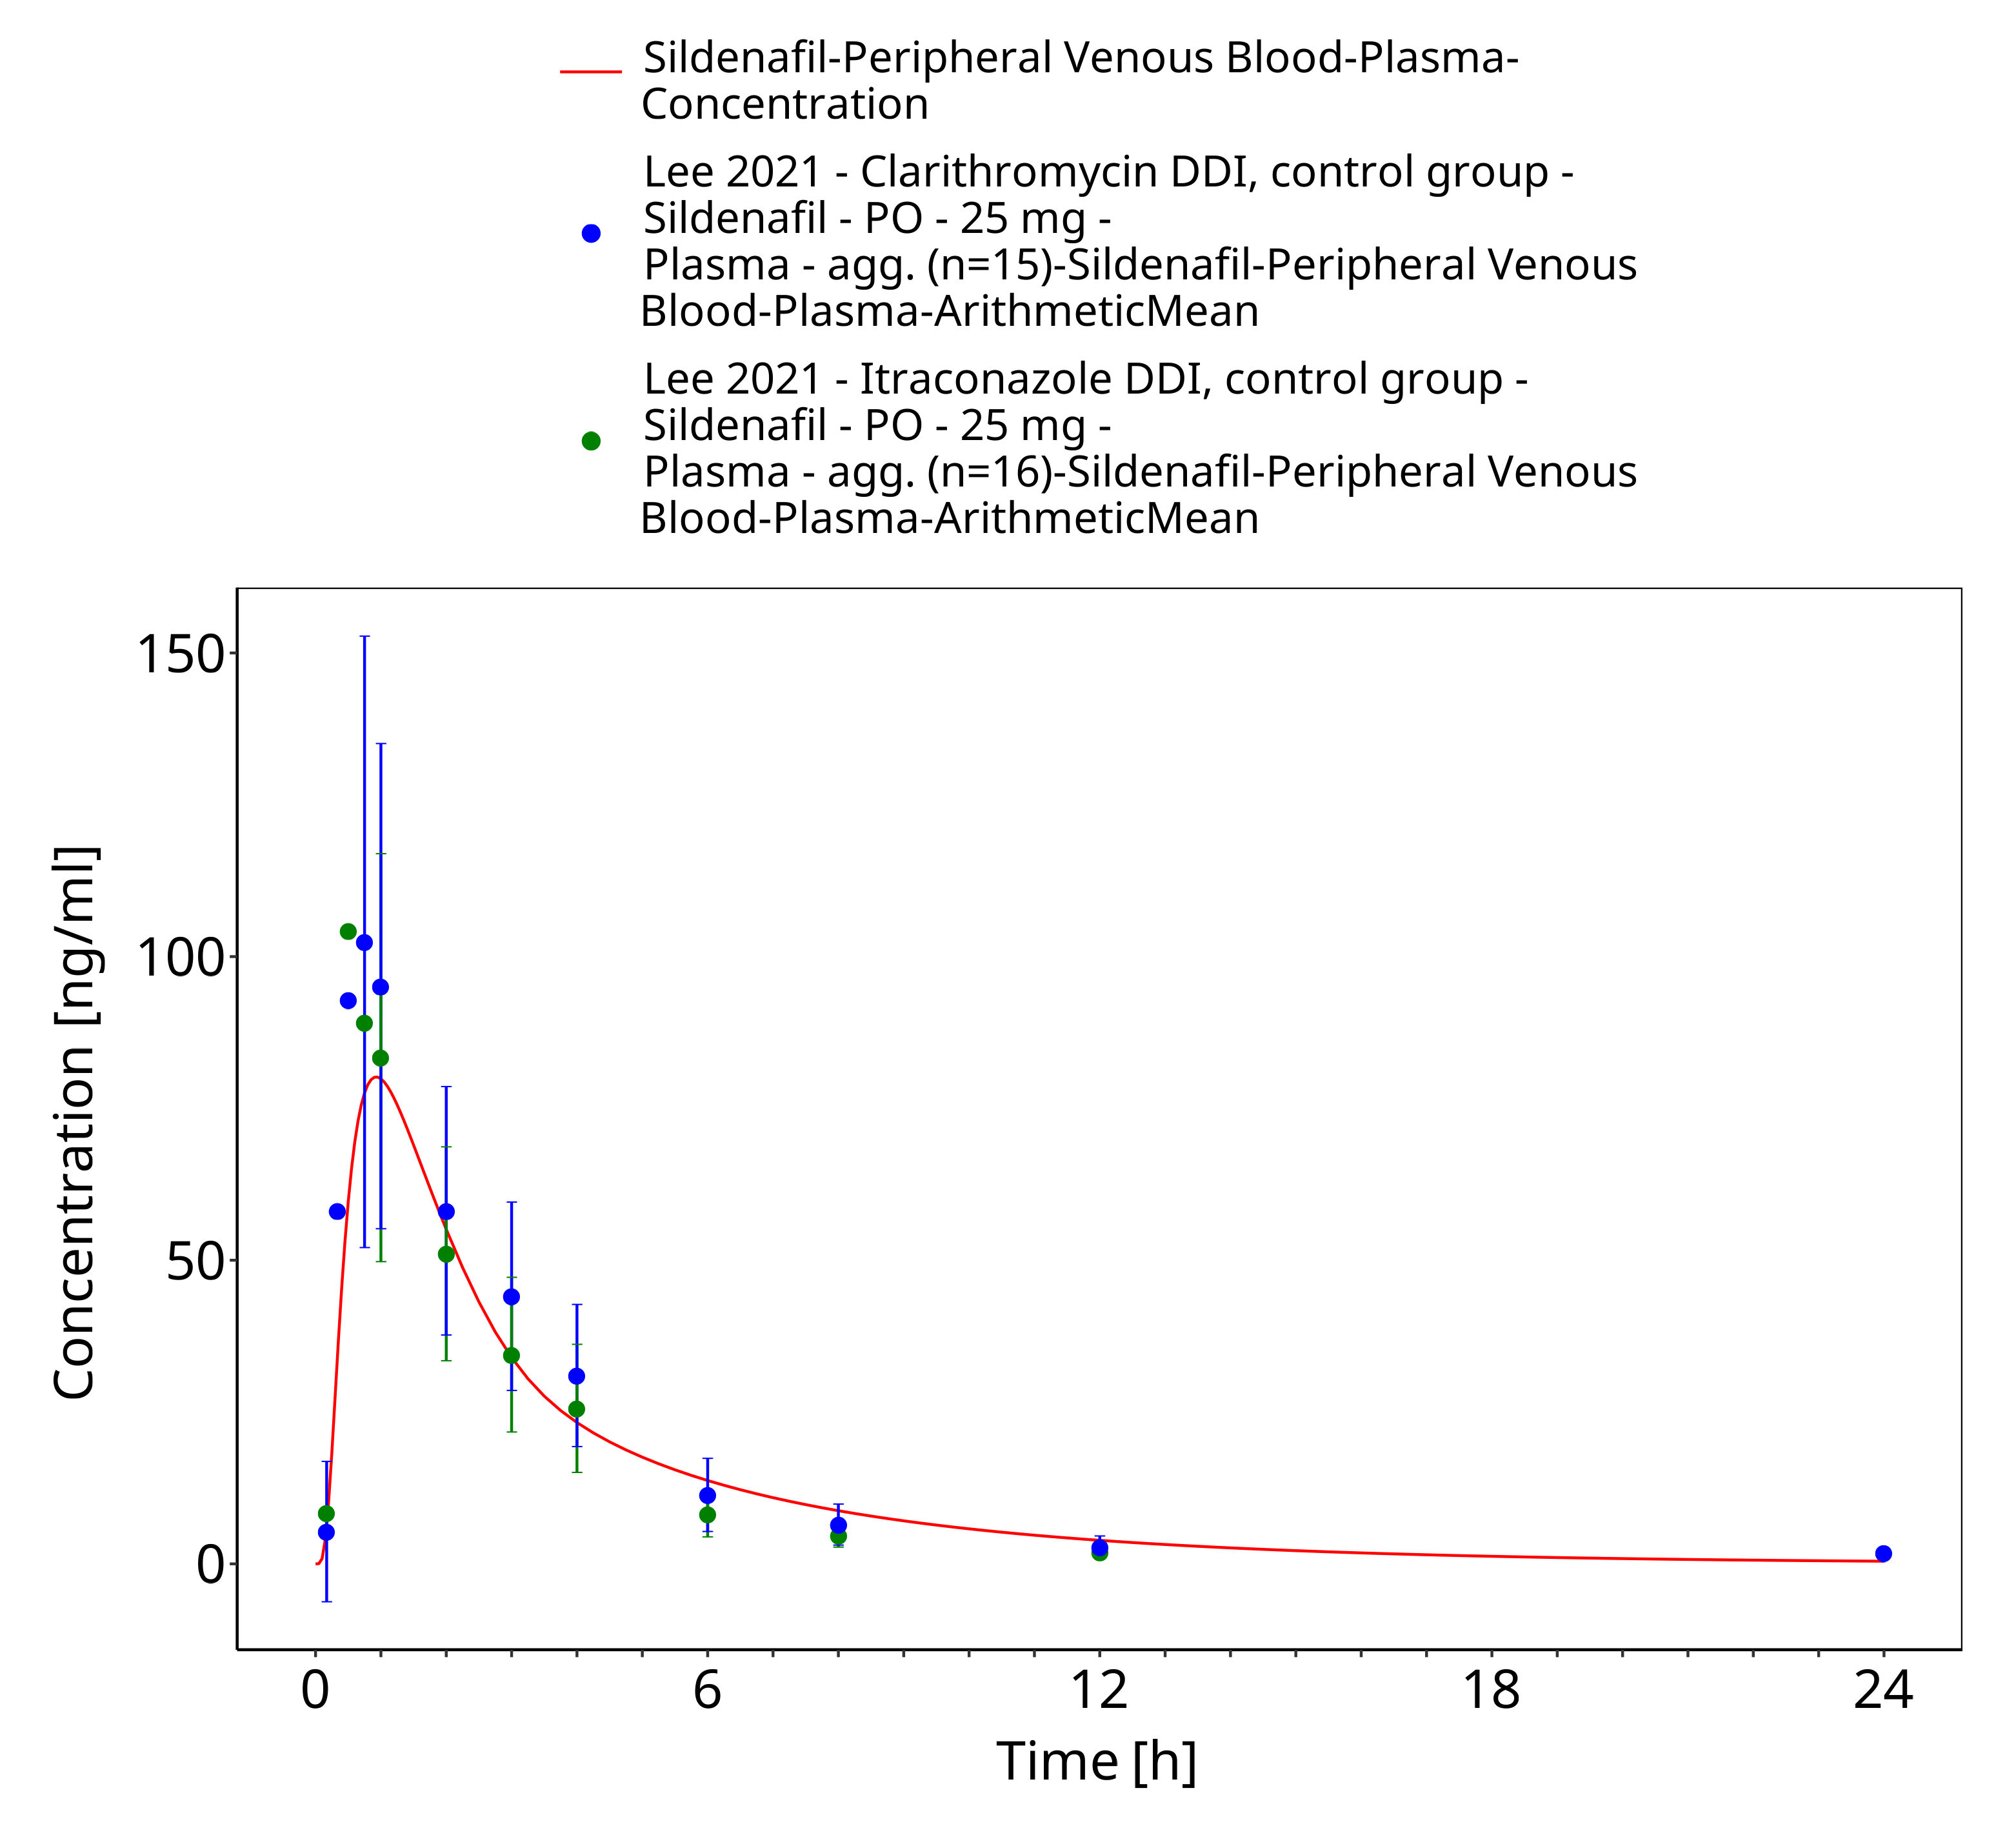 Sildenafil-Peripheral Venous Blood-Plasma-
Concentration
Lee 2021 - Clarithromycin DDI, control group -
Sildenafil - PO - 25 mg -
Plasma - agg. (n=15)-Sildenafil-Peripheral Venous
Blood-Plasma-ArithmeticMean
Lee 2021 - Itraconazole DDI, control group -
Sildenafil - PO - 25 mg -
Plasma - agg. (n=16)-Sildenafil-Peripheral Venous
Blood-Plasma-ArithmeticMean
150
100
50
0
Concentration [ng/ml]
0 6 12 18 24
Time [h]